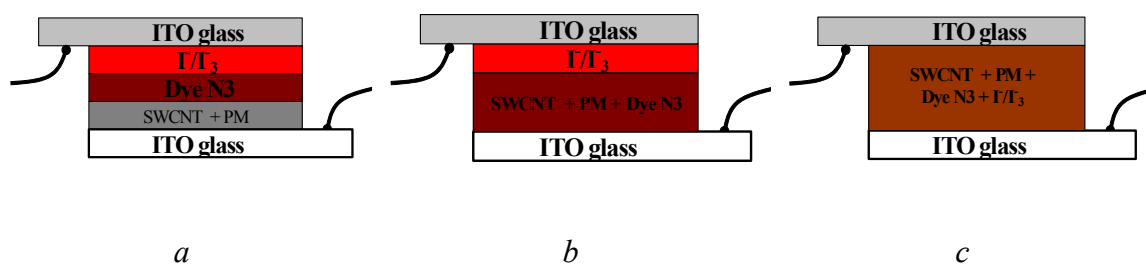 ITO glass
I⁻/I⁻₃
Dye N3
SWCNT + PM
ITO glass
a
ITO glass
I⁻/I⁻₃
SWCNT + PM + Dye N3
ITO glass
b
ITO glass
SWCNT + PM +
Dye N3 + I⁻/I⁻₃
ITO glass
c